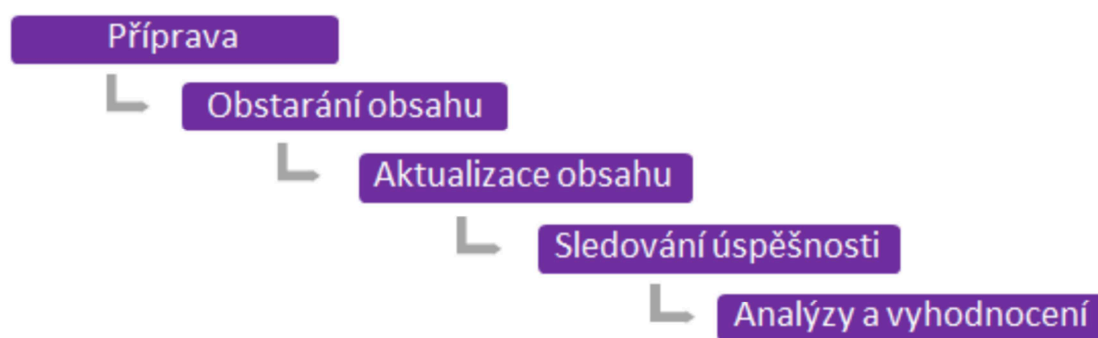 Příprava
Obstarání obsahu
Aktualizace obsahu
Sledování úspěšnosti
Analýzy a vyhodnocení